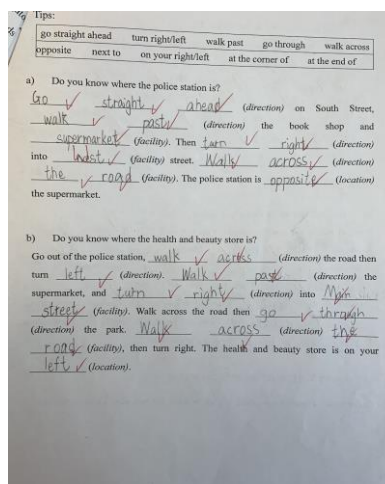 Tips:
go straight ahead turn right/left walk past go through walk across
opposite next to on your right/left at the corner of at the end of
a) Do you know where the police station is?
Go straight ahead (direction) on South Street,
walk past (direction) the book shop and
supermarket (facility). Then turn right (direction)
into (facility) street. Walk across (direction)
the road (facility). The police station is opposite (location)
the supermarket.
b) Do you know where the health and beauty store is?
Go out of the police station, walk across (direction) the road then
turn left (direction). Walk past (direction) the
supermarket, and turn right (direction) into Main
street (facility). Walk across the road then go through
(direction) the park. Walk across (direction) the
road (facility), then turn right. The health and beauty store is on your
left (location).